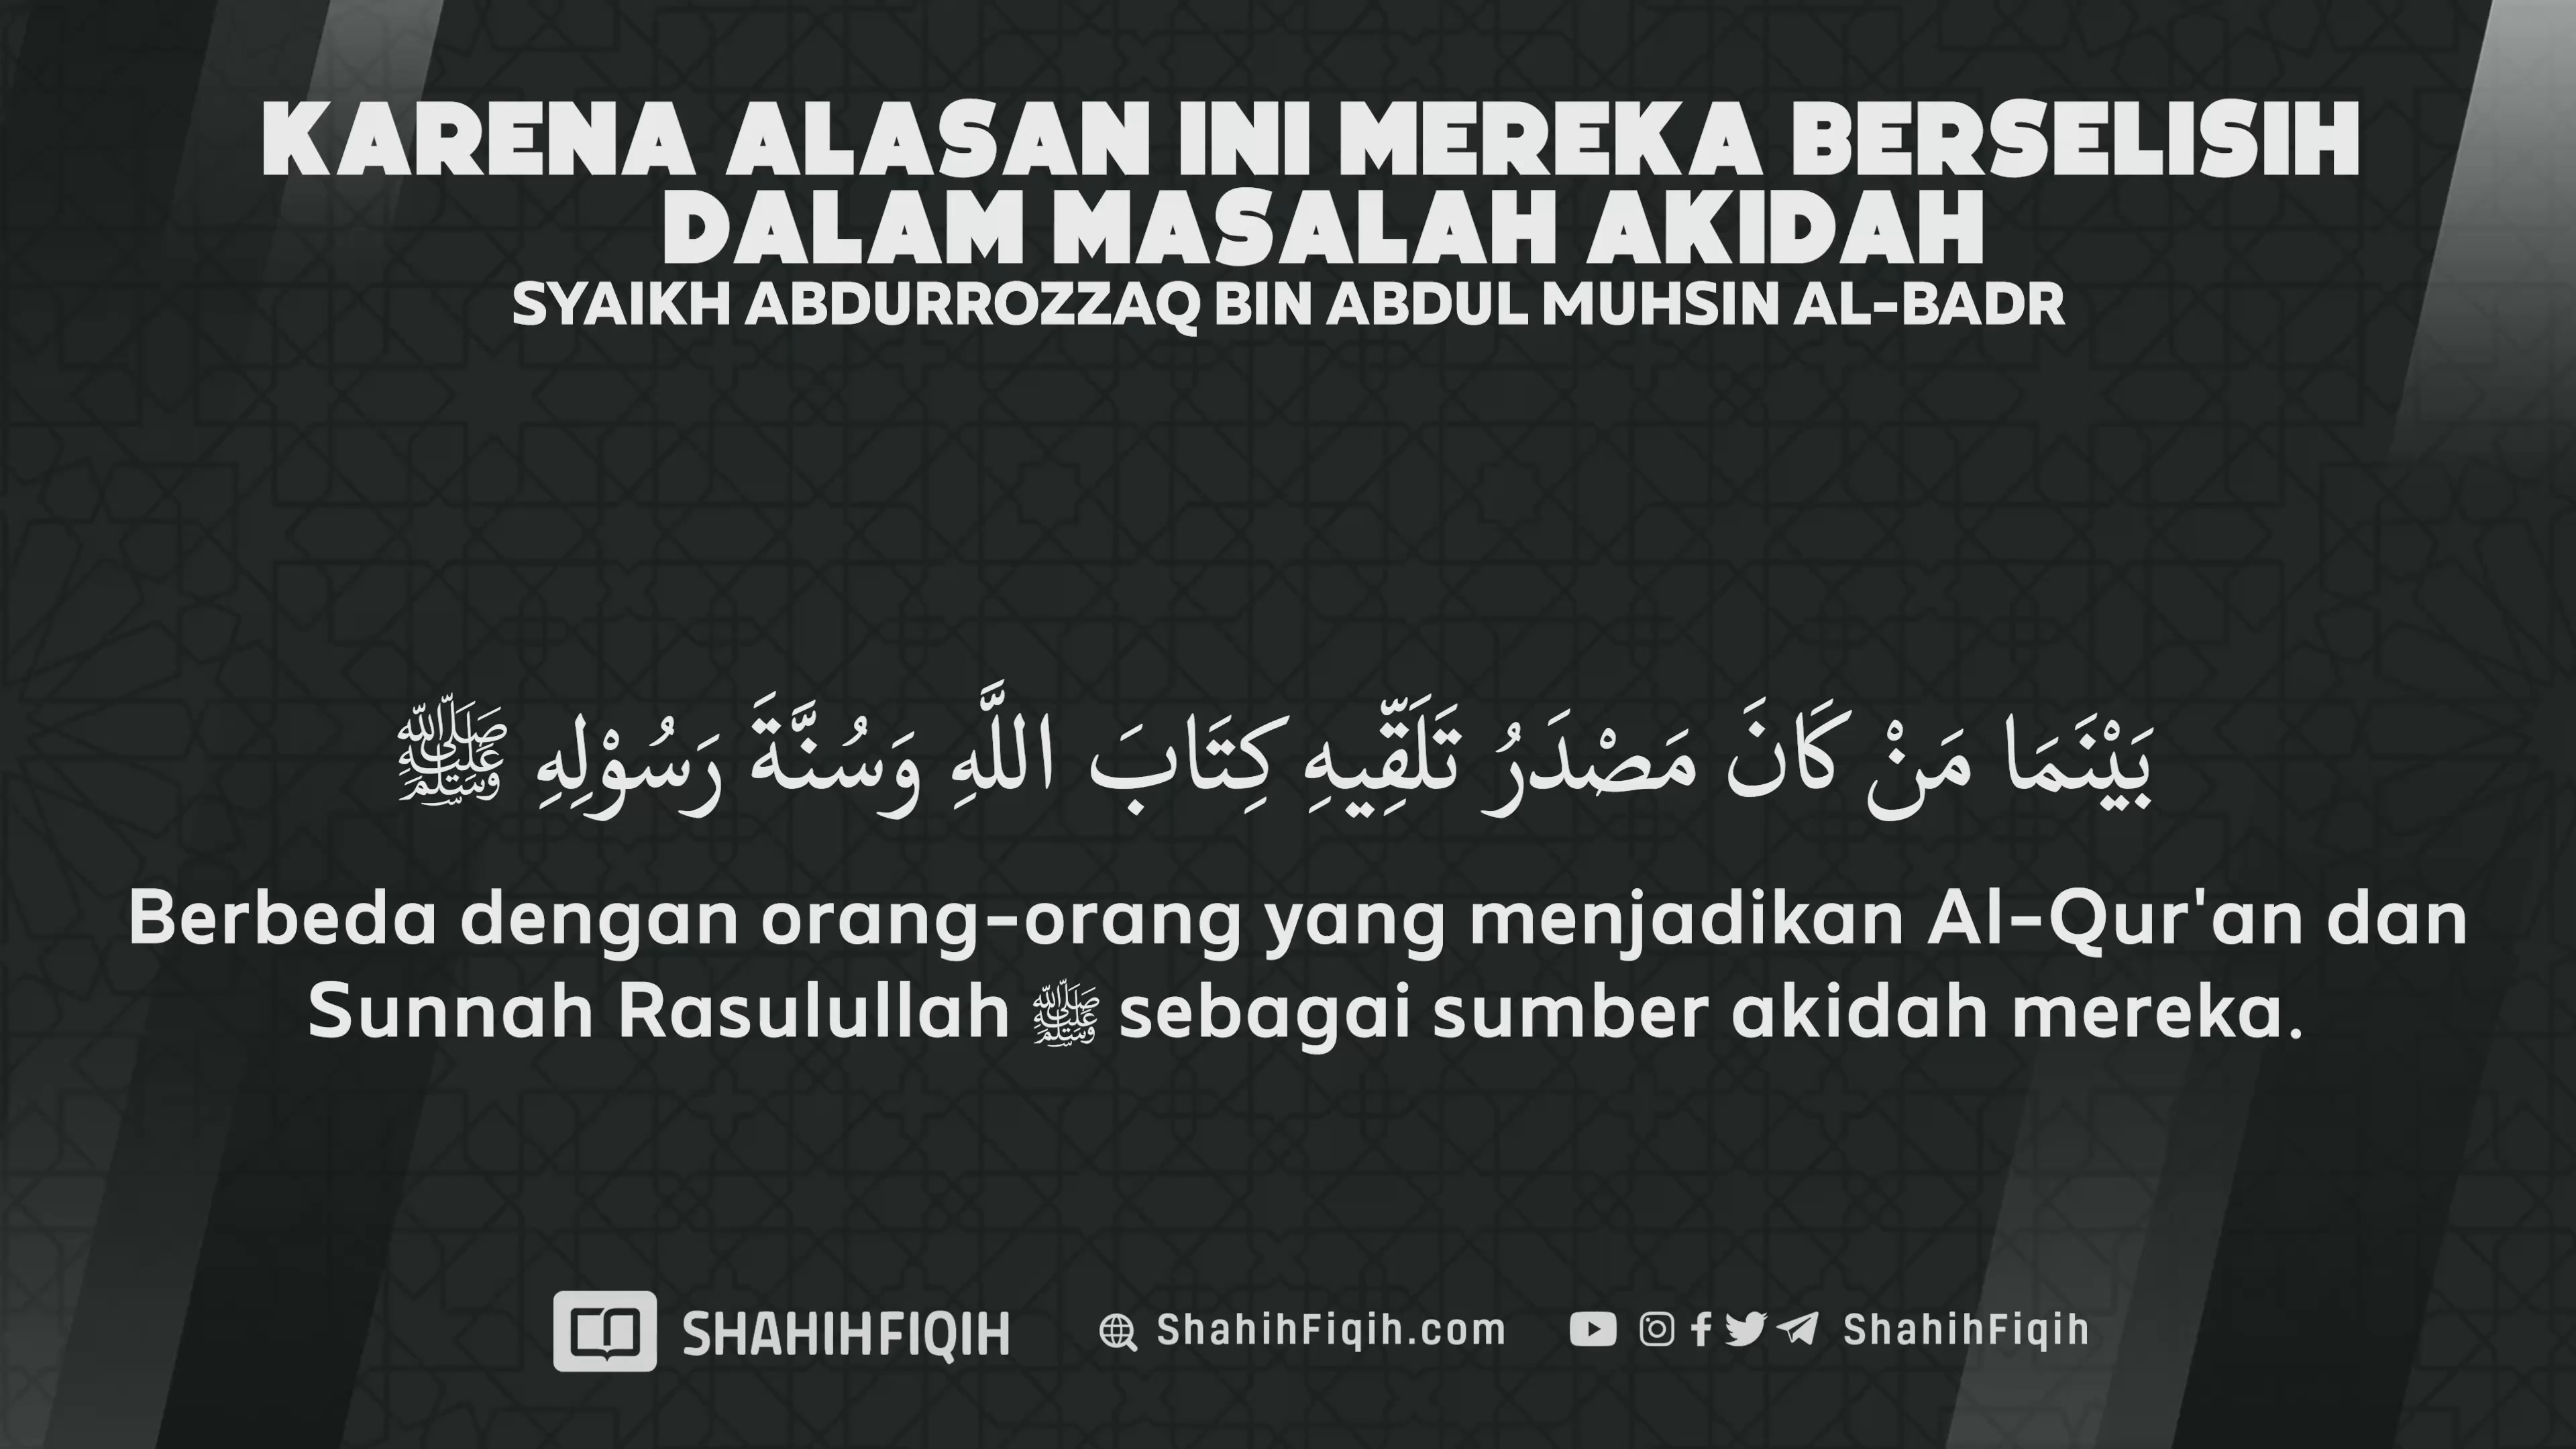 KARENA ALASAN INI MEREKA BERSELISIH
DALAM MASALAH AKIDAH
SYAIKH ABDURROZZAQ BIN ABDUL MUHSIN AL-BADR
بَيْنَمَا مَنْ كَانَ مَصْدَرُ تَلَقِّيهِ كِتَابَ اللَّهِ وَسُنَّةَ رَسُوْلِهِ ﷺ
Berbeda dengan orang-orang yang menjadikan Al-Qur'an dan
Sunnah Rasulullah ﷺ sebagai sumber akidah mereka.
SHAHIHFIQIH ShahihFiqih.com ShahihFiqih